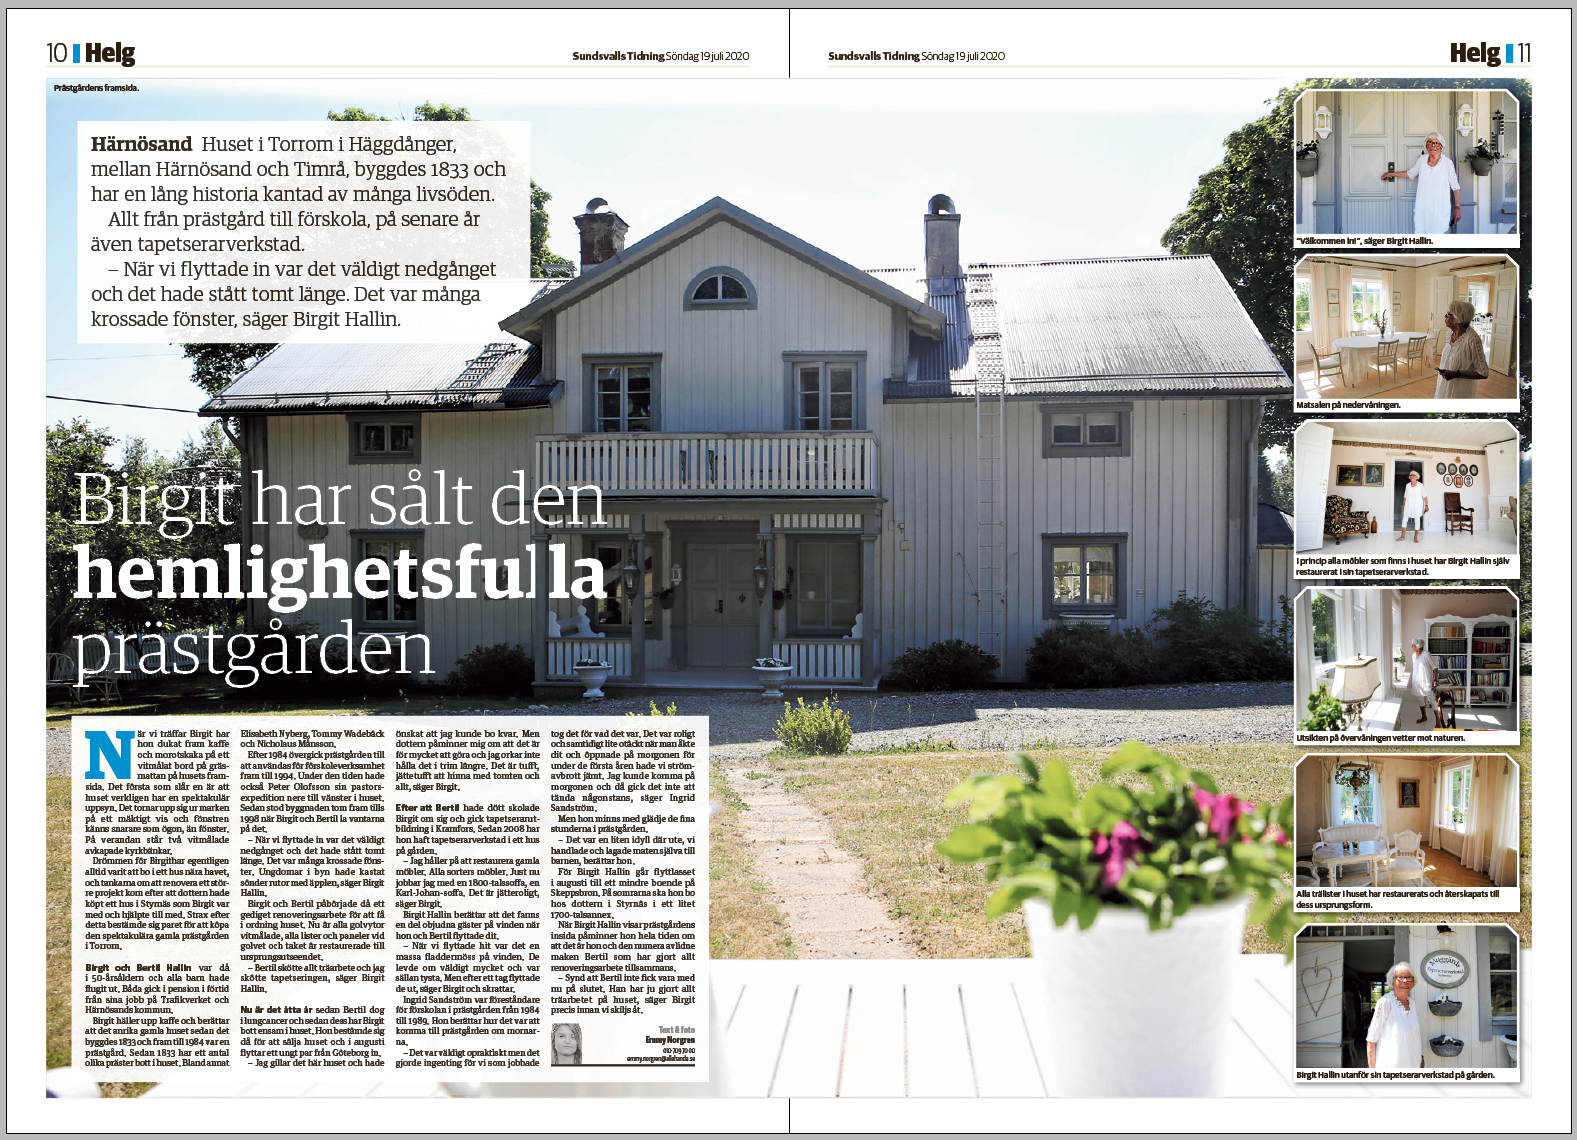 10 Helg
Sundsvalls Tidning Söndag 19 juli 2020
Sundsvalls Tidning Söndag 19 juli 2020
Helg 11
Prästgårdens framsida.
Härnösand Huset i Torrom i Häggdånger,
mellan Härnösand och Timrå, byggdes 1833 och
har en lång historia kantad av många livsöden.
Allt från prästgård till förskola, på senare år
även tapetserarverkstad.
– När vi flyttade in var det väldigt nedgånget
och det hade stått tomt länge. Det var många
krossade fönster, säger Birgit Hallin.
Birgit har sålt den
hemlighetsfulla
prästgården
När vi träffar Birgit har
hon dukat fram kaffe
och morotskaka på ett
vitmålat bord på gräs-
mattan på husets fram-
sida. Det första som slår en är att
huset verkligen har en spektakulär
uppsyn. Det tornar upp sig ur marken
på ett mäktigt vis och fönstren
känns snarare som ögon, än fönster.
På verandan står två vitmålade
avkapade kyrkbänkar.
Drömmen för Birgit har egentligen
alltid varit att bo i ett hus nära havet,
och tankarna om att renovera ett stör-
re projekt kom efter att dottern hade
köpt ett hus i Styrnäs som Birgit var
med och hjälpte till med. Strax efter
detta bestämde sig paret för att köpa
den spektakulära gamla prästgården
i Torrom.
Birgit och Bertil Hallin var då
i 50-årsåldern och alla barn hade
flugit ut. Båda gick i pension i förtid
från sina jobb på Trafikverket och
Härnösands kommun.
Birgit häller upp kaffe och berättar
att det anrika gamla huset sedan det
byggdes 1833 och fram till 1984 var en
prästgård. Sedan 1833 har ett antal
olika präster bott i huset. Bland annat
Elisabeth Nyberg, Tommy Wadebäck
och Nicholaus Månsson.
Efter 1984 övergick prästgården till
att användas för förskoleverksamhet
fram till 1994. Under den tiden hade
också Peter Olofsson sin pastors-
expedition nere till vänster i huset.
Sedan stod byggnaden tom fram tills
1998 när Birgit och Bertil la vantarna
på det.
– När vi flyttade in var det väldigt
nedgånget och det hade stått tomt
länge. Det var många krossade föns-
ter. Ungdomar i byn hade kastat
sönder rutor med äpplen, säger Birgit
Hallin.
Birgit och Bertil påbörjade då ett
gediget renoveringsarbete för att få
i ordning huset. Nu är alla golvytor
vitmålade, alla lister och paneler vid
golvet och taket är restaurerade till
ursprungsutseendet.
– Bertil skötte allt träarbete och jag
skötte tapetseringen, säger Birgit
Hallin.
Nu är det åtta år sedan Bertil dog
i lungcancer och sedan dess har Birgit
bott ensam i huset. Hon bestämde sig
då för att sälja huset och i augusti
flyttar ett ungt par från Göteborg in.
– Jag gillar det här huset och hade
önskat att jag kunde bo kvar. Men
dottern påminner mig om att det är
för mycket att göra och jag orkar inte
hålla det i trim längre. Det är tufft,
jättetufft att hinna med tomten och
allt, säger Birgit.
Efter att Bertil hade dött skolade
Birgit om sig och gick tapetserarut-
bildning i Kramfors. Sedan 2008 har
hon haft tapetserarverkstad i ett hus
på gården.
– Jag håller på att restaurera gamla
möbler. Alla sorters möbler. Just nu
jobbar jag med en 1800-talssoffa, en
Karl-Johan-soffa. Det är jätteroligt,
säger Birgit.
Birgit Hallin berättar att det fanns
en del objudna gäster på vinden när
hon och Bertil flyttade dit.
– När vi flyttade hit var det en
massa fladdermöss på vinden. De
levde om väldigt mycket och var
sällan tysta. Men efter ett tag flyttade
de ut, säger Birgit och skrattar.
Ingrid Sandström var föreståndare
för förskolan i prästgården från 1984
till 1989. Hon berättar hur det var att
komma till prästgården om mornar-
na.
– Det var väldigt opraktiskt men det
gjorde ingenting för vi som jobbade
tog det för vad det var. Det var roligt
och samtidigt lite otäckt när man åkte
dit och öppnade på morgonen för
under de första åren hade vi ström-
avbrott jämt. Jag kunde komma på
morgonen och då gick det inte att
tända någonstans, säger Ingrid
Sandström.
Men hon minns med glädje de fina
stunderna i prästgården.
– Det var en liten idyll där ute, vi
handlade och lagade maten själva till
barnen, berättar hon.
För Birgit Hallin går flyttlasset
i augusti till ett mindre boende på
Skeppsbron. På somrarna ska hon bo
hos dottern i Styrnäs i ett litet
1700-talsannex.
När Birgit Hallin visar prästgårdens
insida påminner hon hela tiden om
att det är hon och den numera avlidne
maken Bertil som har gjort allt
renoveringsarbete tillsammans.
– Synd att Bertil inte fick vara med
nu på slutet. Han har ju gjort allt
träarbetet på huset, säger Birgit
precis innan vi skiljs åt.
Text & foto
Emmy Norgren
010-709 70 00
emmy.norgren@allehanda.se
"Välkommen in!", säger Birgit Hallin.
Matsalen på nedervåningen.
I princip alla möbler som finns i huset har Birgit Hallin själv
restaurerat i sin tapetserarverkstad.
Utsikten på övervåningen vetter mot naturen.
Alla trälister i huset har restaurerats och återskapats till
dess ursprungsform.
Birgit Hallin utanför sin tapetserarverkstad på gården.